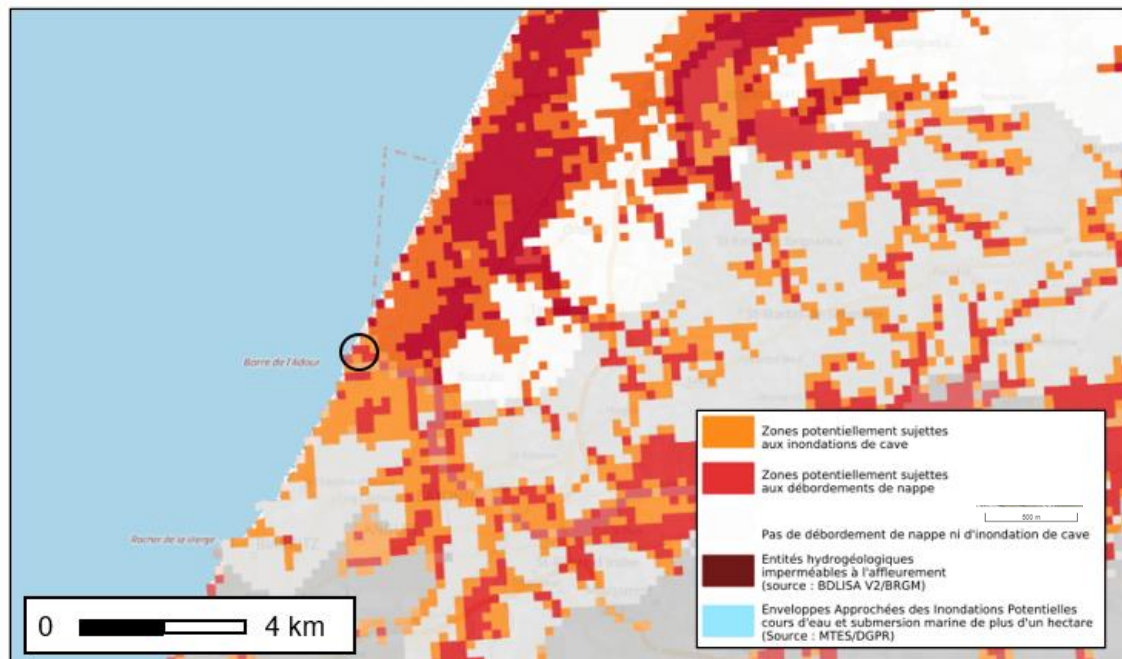 Barre de l'Adour
Rocher de la Vierge
Zones potentiellement sujettes
aux inondations de cave
Zones potentiellement sujettes
aux débordements de nappe
500 m
Pas de débordement de nappe ni d'inondation de cave
Entités hydrogéologiques
imperméables à l'affleurement
(source : BDLISA V2/BRGM)
Enveloppes Approchées des Inondations Potentielles
cours d'eau et submersion marine de plus d'un hectare
(Source : MTES/DGPR)
0 4 km